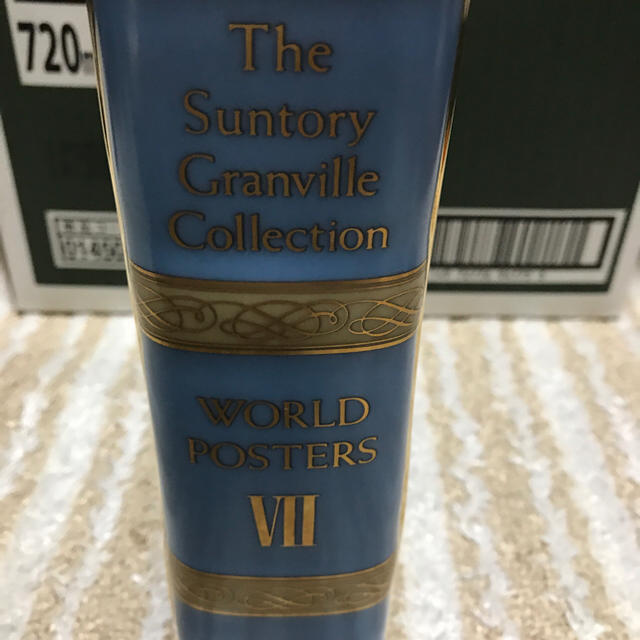 720
The
Suntory
Granville
Collection
WORLD
POSTERS
VII